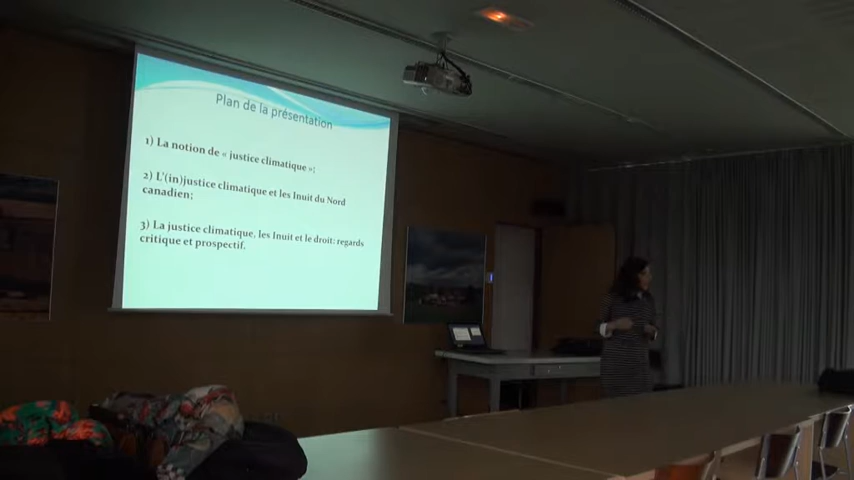 Plan de la présentation
1) La notion de « justice climatique »;
2) L'(in)justice climatique et les Inuit du Nord
canadien;
3) La justice climatique, les Inuit et le droit: regards
critique et prospectif.